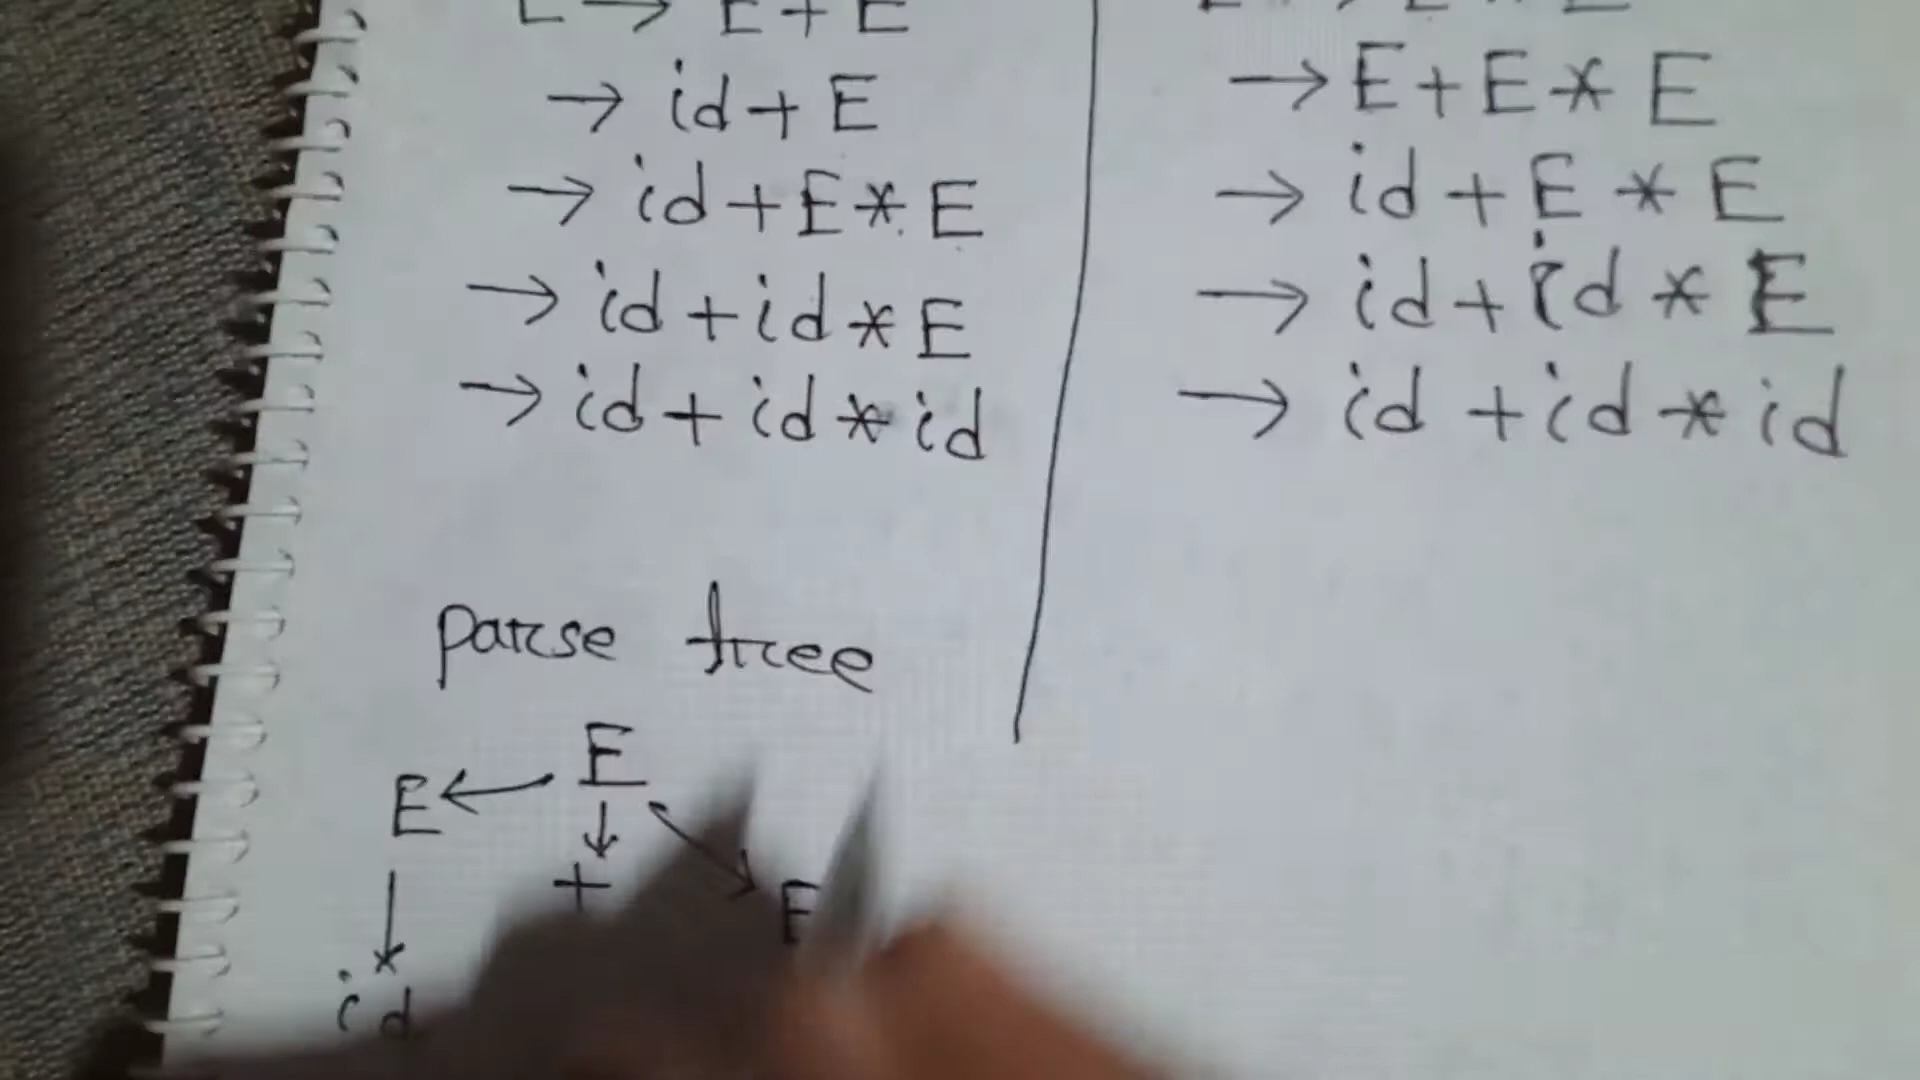 E → E + E
→ id + E
→ id + E * E
→ id + id * E
→ id + id * id
→ E + E * E
→ id + E * E
→ id + id * E
→ id + id * id
parse tree
E
E
+
E
id